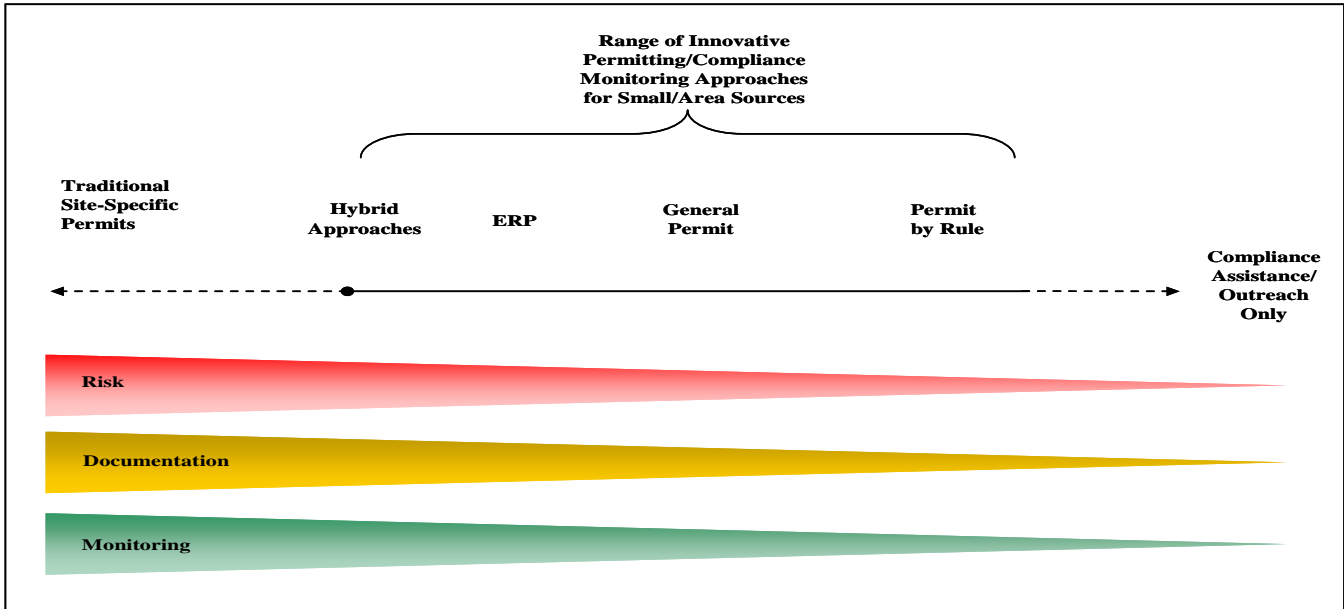 Range of Innovative
Permitting/Compliance
Monitoring Approaches
for Small/Area Sources
Traditional
Site-Specific
Permits
Hybrid
Approaches
ERP
General
Permit
Permit
by Rule
Compliance
Assistance/
Outreach
Only
Risk
Documentation
Monitoring